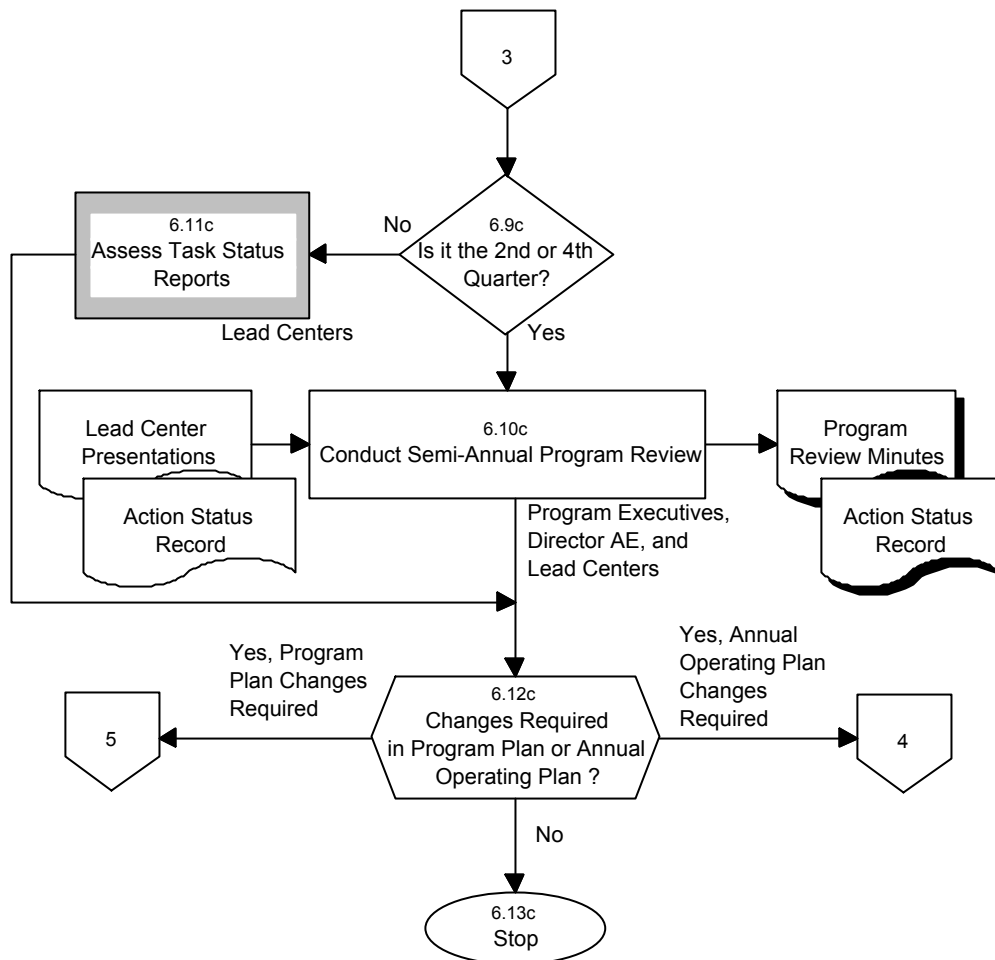 3
6.9c
Is it the 2nd or 4th
Quarter?
No
Yes
6.11c
Assess Task Status
Reports
Lead Centers
Lead Center
Presentations
Action Status
Record
6.10c
Conduct Semi-Annual Program Review
Program
Review Minutes
Action Status
Record
Program Executives,
Director AE, and
Lead Centers
Yes, Program
Plan Changes
Required
Yes, Annual
Operating Plan
Changes
Required
5
6.12c
Changes Required
in Program Plan or Annual
Operating Plan ?
4
No
6.13c
Stop